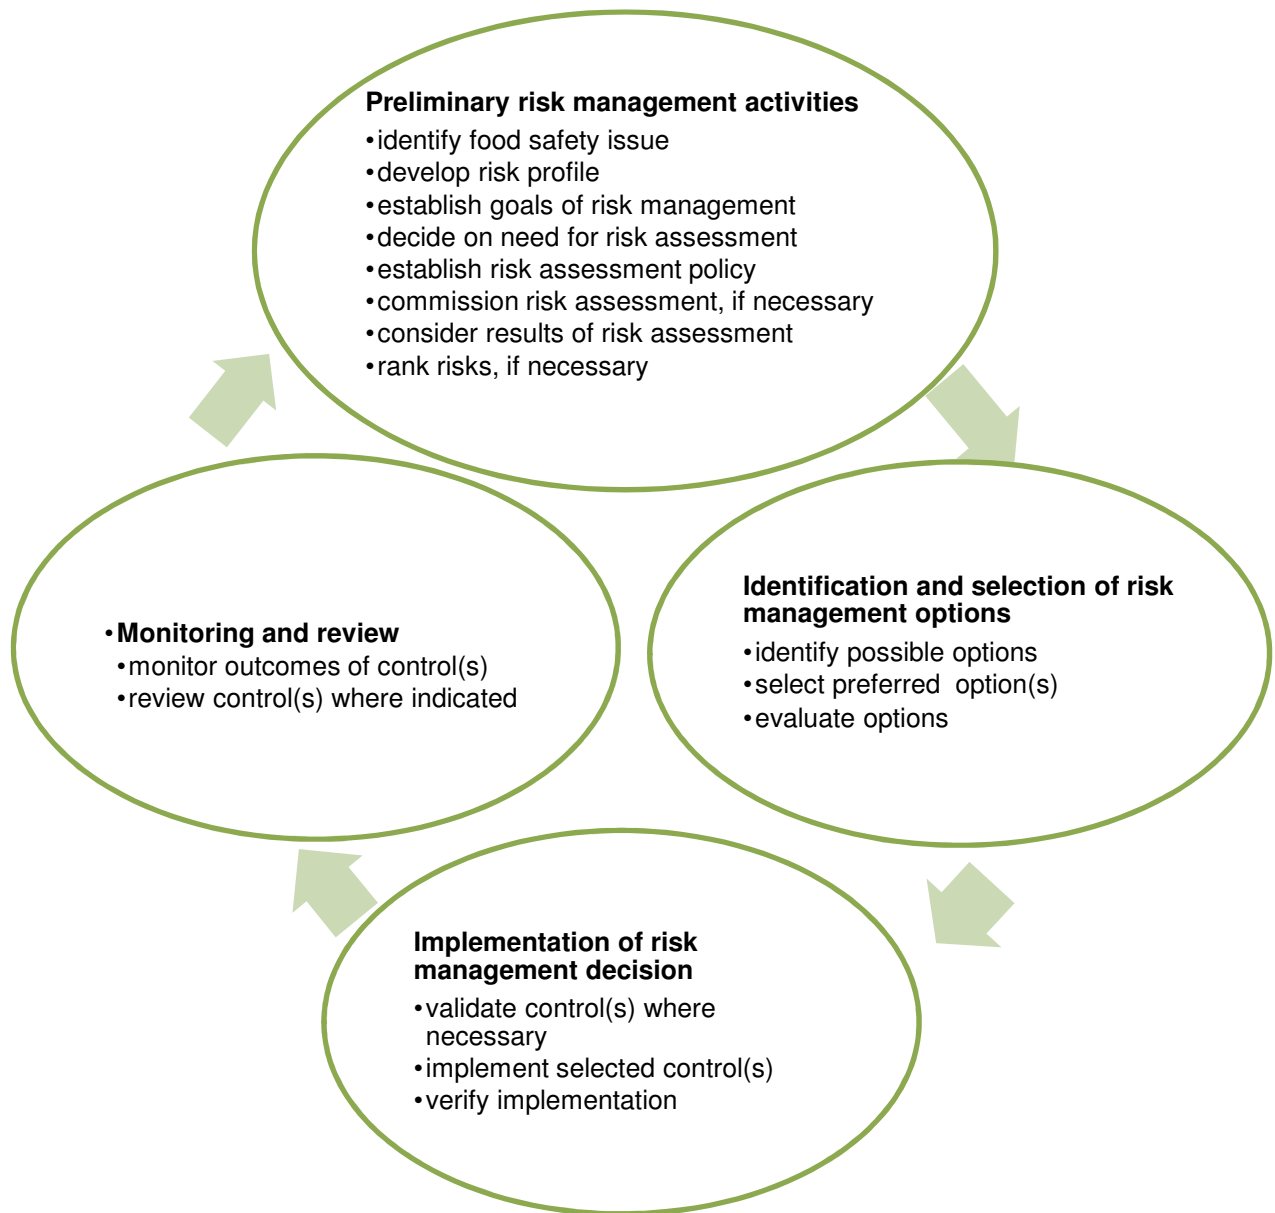 Preliminary risk management activities
•identify food safety issue
•develop risk profile
•establish goals of risk management
•decide on need for risk assessment
•establish risk assessment policy
•commission risk assessment, if necessary
•consider results of risk assessment
•rank risks, if necessary
Identification and selection of risk
management options
•identify possible options
•select preferred option(s)
•evaluate options
Implementation of risk
management decision
•validate control(s) where
necessary
•implement selected control(s)
•verify implementation
•Monitoring and review
•monitor outcomes of control(s)
•review control(s) where indicated